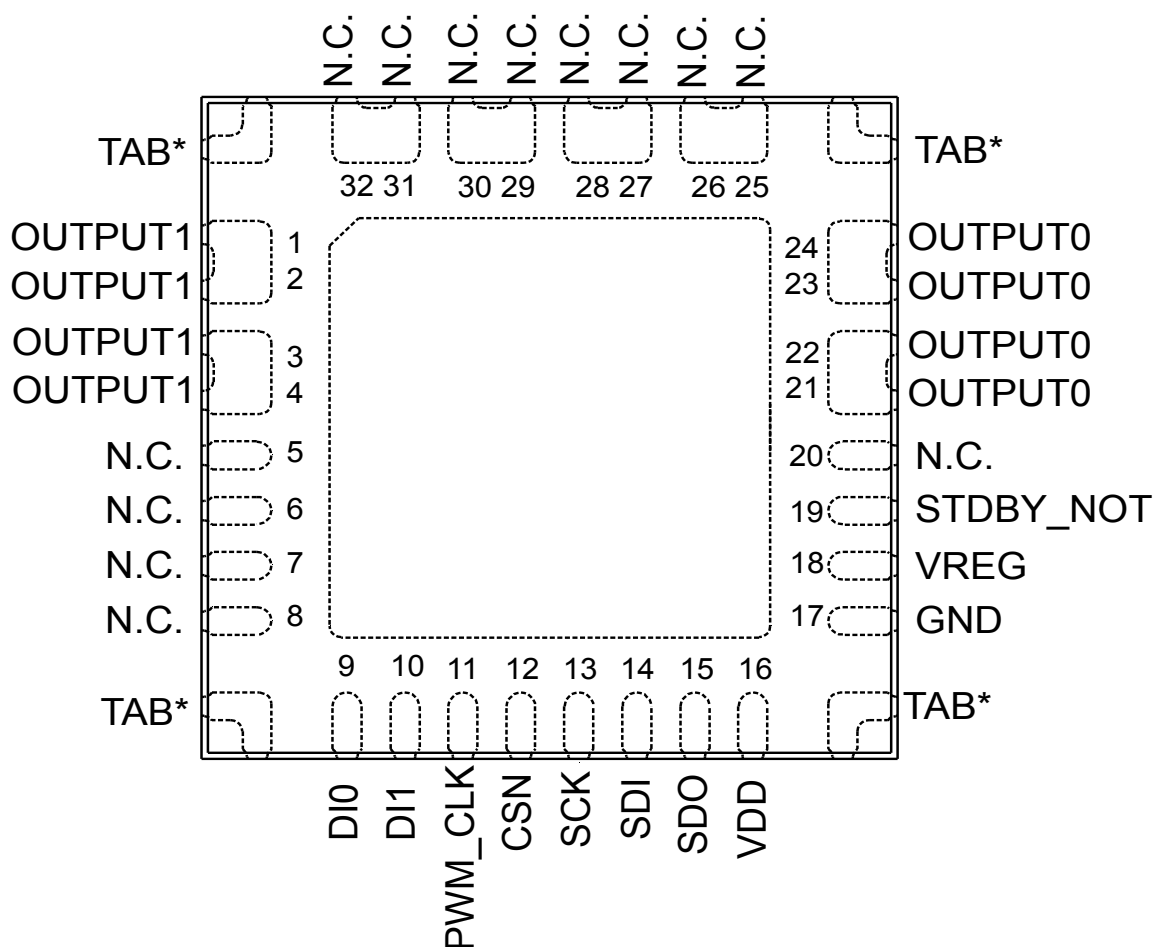 N.C. N.C. N.C. N.C. N.C. N.C. N.C. N.C.
TAB* TAB*
32 31 30 29 28 27 26 25
OUTPUT1 1 24 OUTPUT0
OUTPUT1 2 23 OUTPUT0
OUTPUT1 3 22 OUTPUT0
OUTPUT1 4 21 OUTPUT0
N.C. 5 20 N.C.
N.C. 6 19 STDBY_NOT
N.C. 7 18 VREG
N.C. 8 17 GND
9 10 11 12 13 14 15 16
TAB* TAB*
DI0 DI1 PWM_CLK CSN SCK SDI SDO VDD